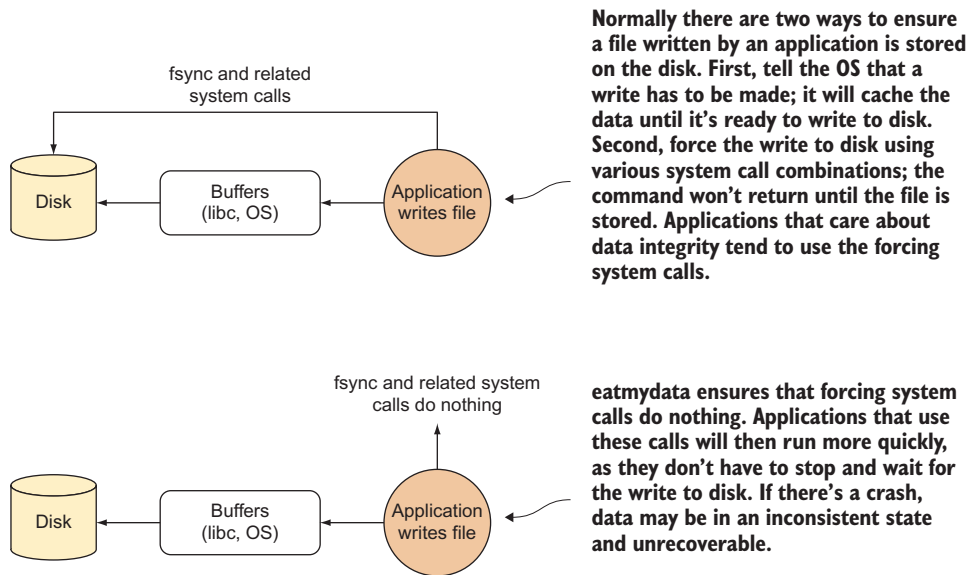 Normally there are two ways to ensure
a file written by an application is stored
on the disk. First, tell the OS that a
write has to be made; it will cache the
data until it's ready to write to disk.
Second, force the write to disk using
various system call combinations; the
command won't return until the file is
stored. Applications that care about
data integrity tend to use the forcing
system calls.
fsync and related
system calls
Disk
Buffers
(libc, OS)
Application
writes file
fsync and related system
calls do nothing
Disk
Buffers
(libc, OS)
Application
writes file
eatmydata ensures that forcing system
calls do nothing. Applications that use
these calls will then run more quickly,
as they don't have to stop and wait for
the write to disk. If there's a crash,
data may be in an inconsistent state
and unrecoverable.